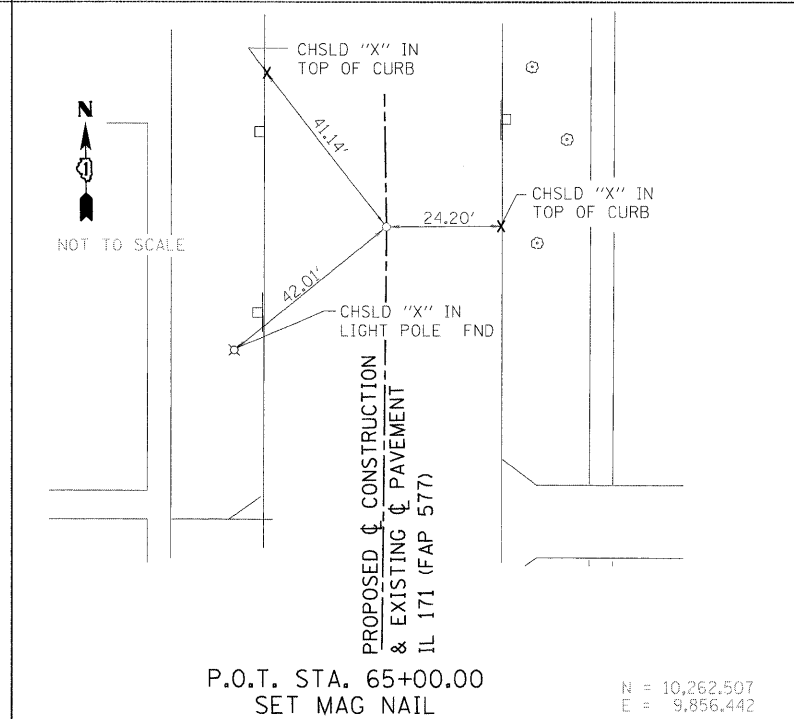 CHSLD "X" IN
TOP OF CURB
N
1
41.14'
NOT TO SCALE
24.20'
CHSLD "X" IN
TOP OF CURB
42.01'
CHSLD "X" IN
LIGHT POLE FND
PROPOSED ℄ CONSTRUCTION
& EXISTING ℄ PAVEMENT
IL 171 (FAP 577)
P.O.T. STA. 65+00.00
SET MAG NAIL
N = 10,262.507
E = 9,856.442